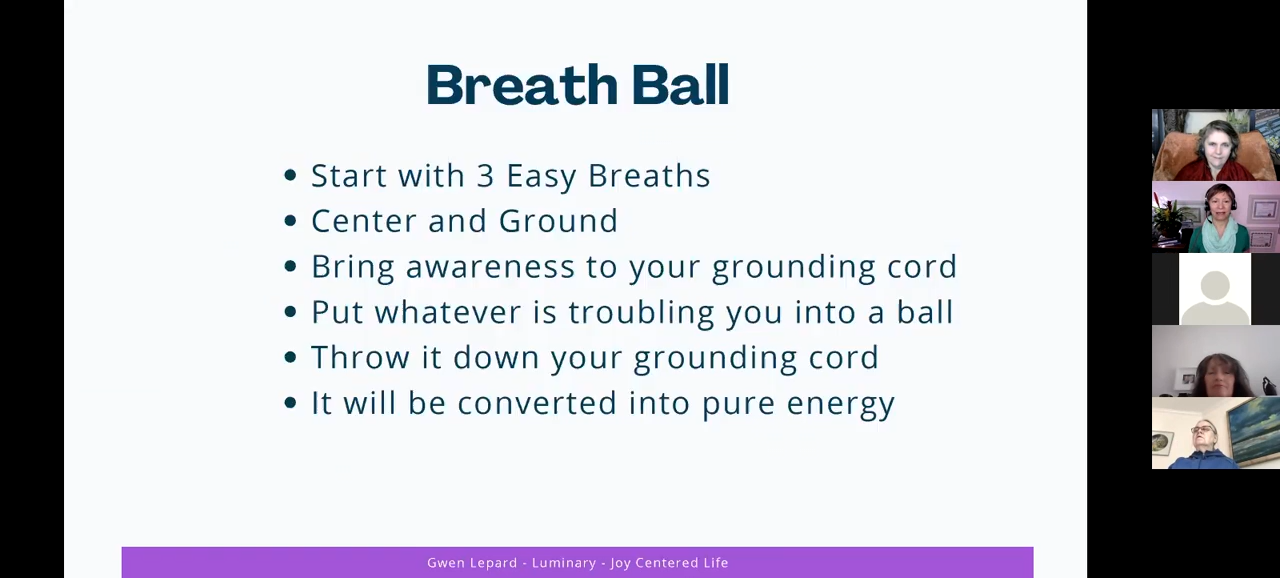 Breath Ball
Start with 3 Easy Breaths
Center and Ground
Bring awareness to your grounding cord
Put whatever is troubling you into a ball
Throw it down your grounding cord
It will be converted into pure energy
Gwen Lepard - Luminary - Joy Centered Life